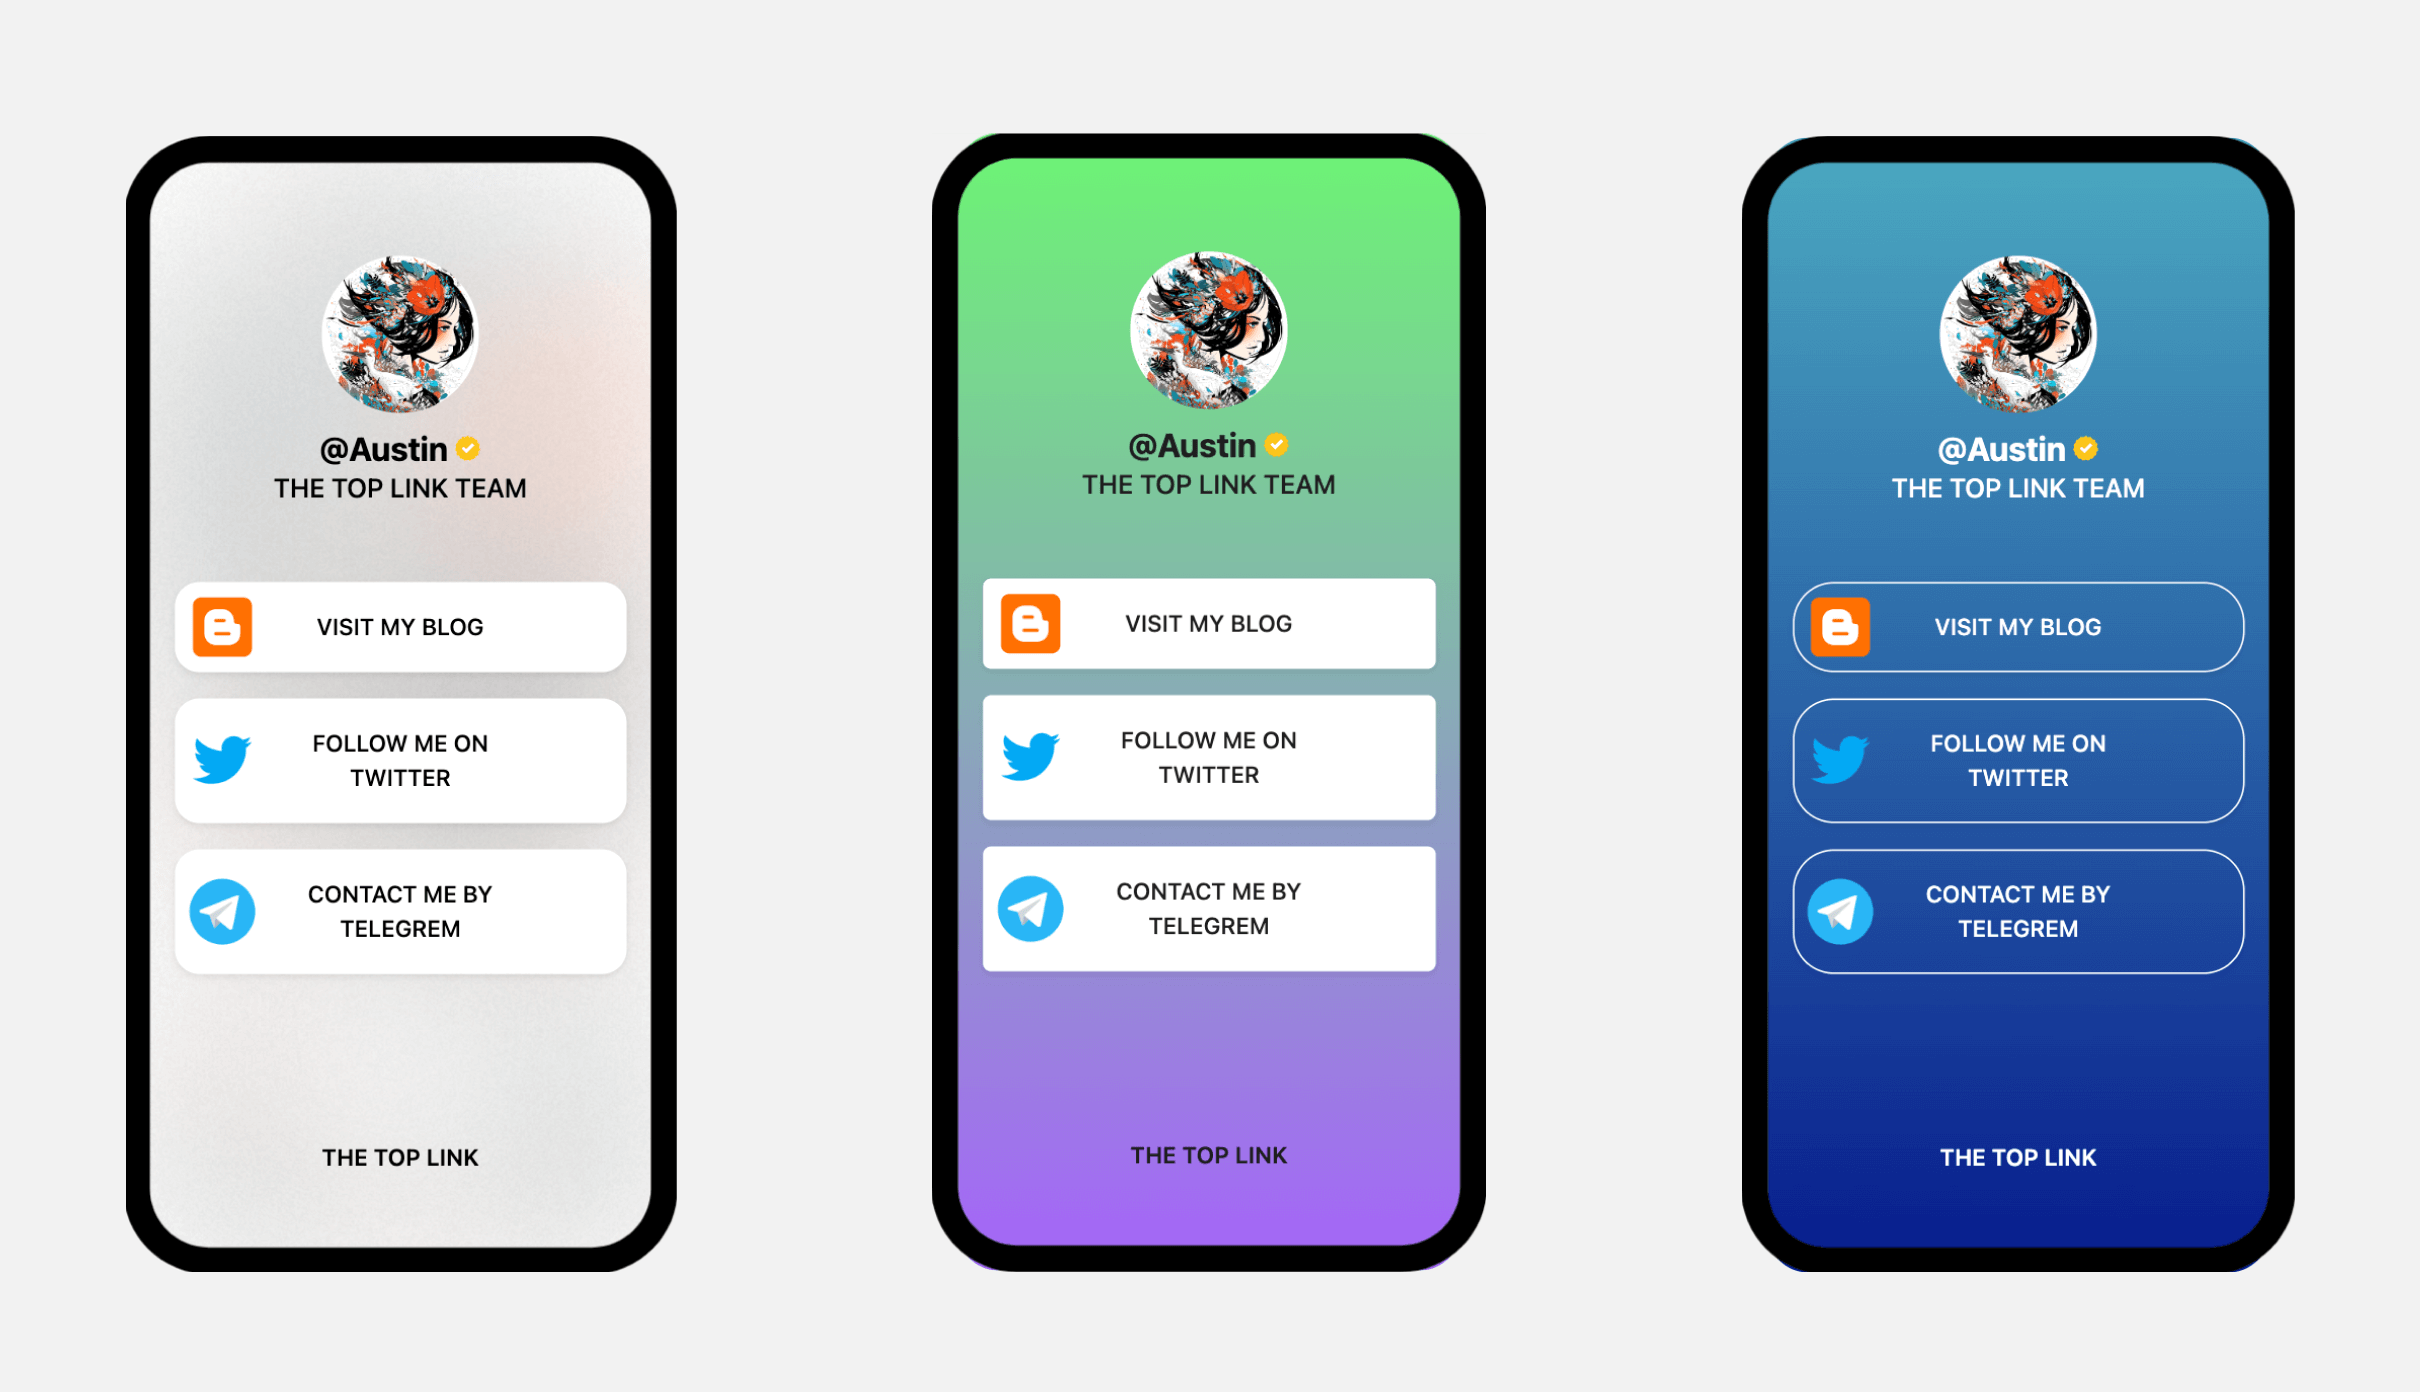 @Austin
THE TOP LINK TEAM
VISIT MY BLOG
FOLLOW ME ON
TWITTER
CONTACT ME BY
TELEGREM
THE TOP LINK
@Austin
THE TOP LINK TEAM
VISIT MY BLOG
FOLLOW ME ON
TWITTER
CONTACT ME BY
TELEGREM
THE TOP LINK
@Austin
THE TOP LINK TEAM
VISIT MY BLOG
FOLLOW ME ON
TWITTER
CONTACT ME BY
TELEGREM
THE TOP LINK